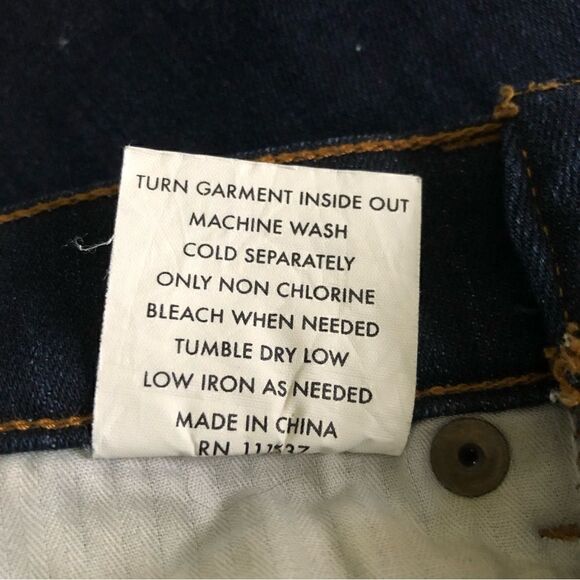 TURN GARMENT INSIDE OUT
MACHINE WASH
COLD SEPARATELY
ONLY NON CHLORINE
BLEACH WHEN NEEDED
TUMBLE DRY LOW
LOW IRON AS NEEDED
MADE IN CHINA
RN